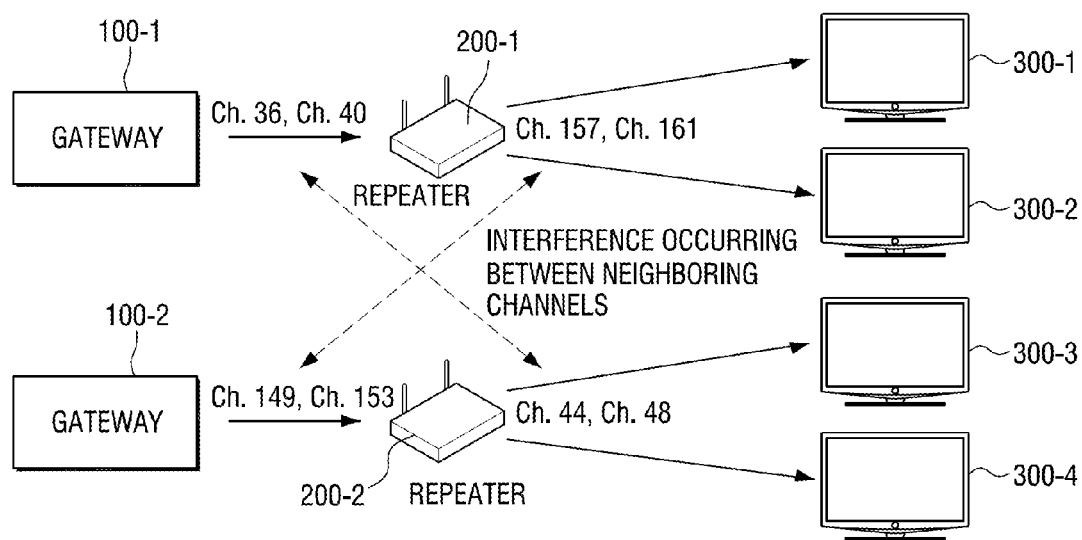 100-1
200-1
300-1
GATEWAY
Ch. 36, Ch. 40
Ch. 157, Ch. 161
REPEATER
300-2
INTERFERENCE OCCURRING
BETWEEN NEIGHBORING
CHANNELS
100-2
300-3
GATEWAY
Ch. 149, Ch. 153
Ch. 44, Ch. 48
200-2
REPEATER
300-4